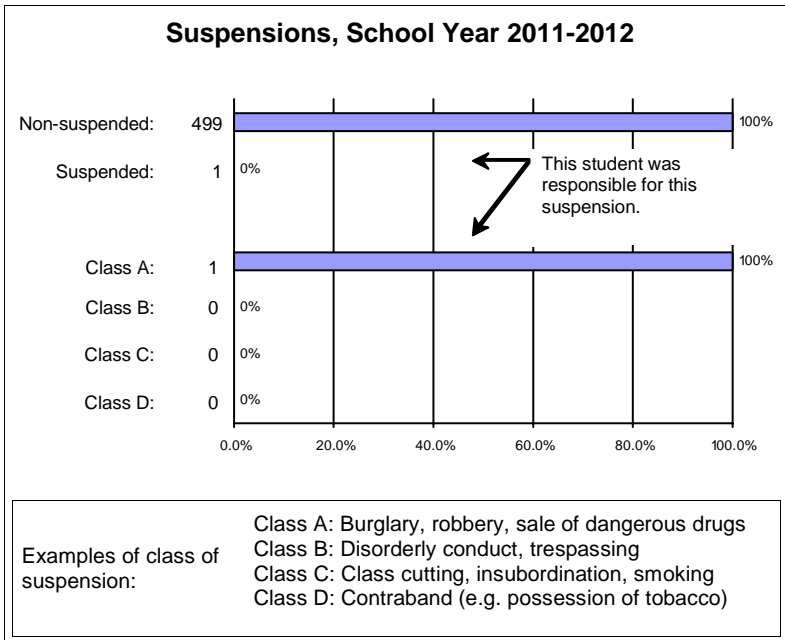 Suspensions, School Year 2011-2012
Non-suspended: 499 100%
Suspended: 1 0%
This student was
responsible for this
suspension.
Class A: 1 100%
Class B: 0 0%
Class C: 0 0%
Class D: 0 0%
0.0% 20.0% 40.0% 60.0% 80.0% 100.0%
Examples of class of
suspension:
Class A: Burglary, robbery, sale of dangerous drugs
Class B: Disorderly conduct, trespassing
Class C: Class cutting, insubordination, smoking
Class D: Contraband (e.g. possession of tobacco)